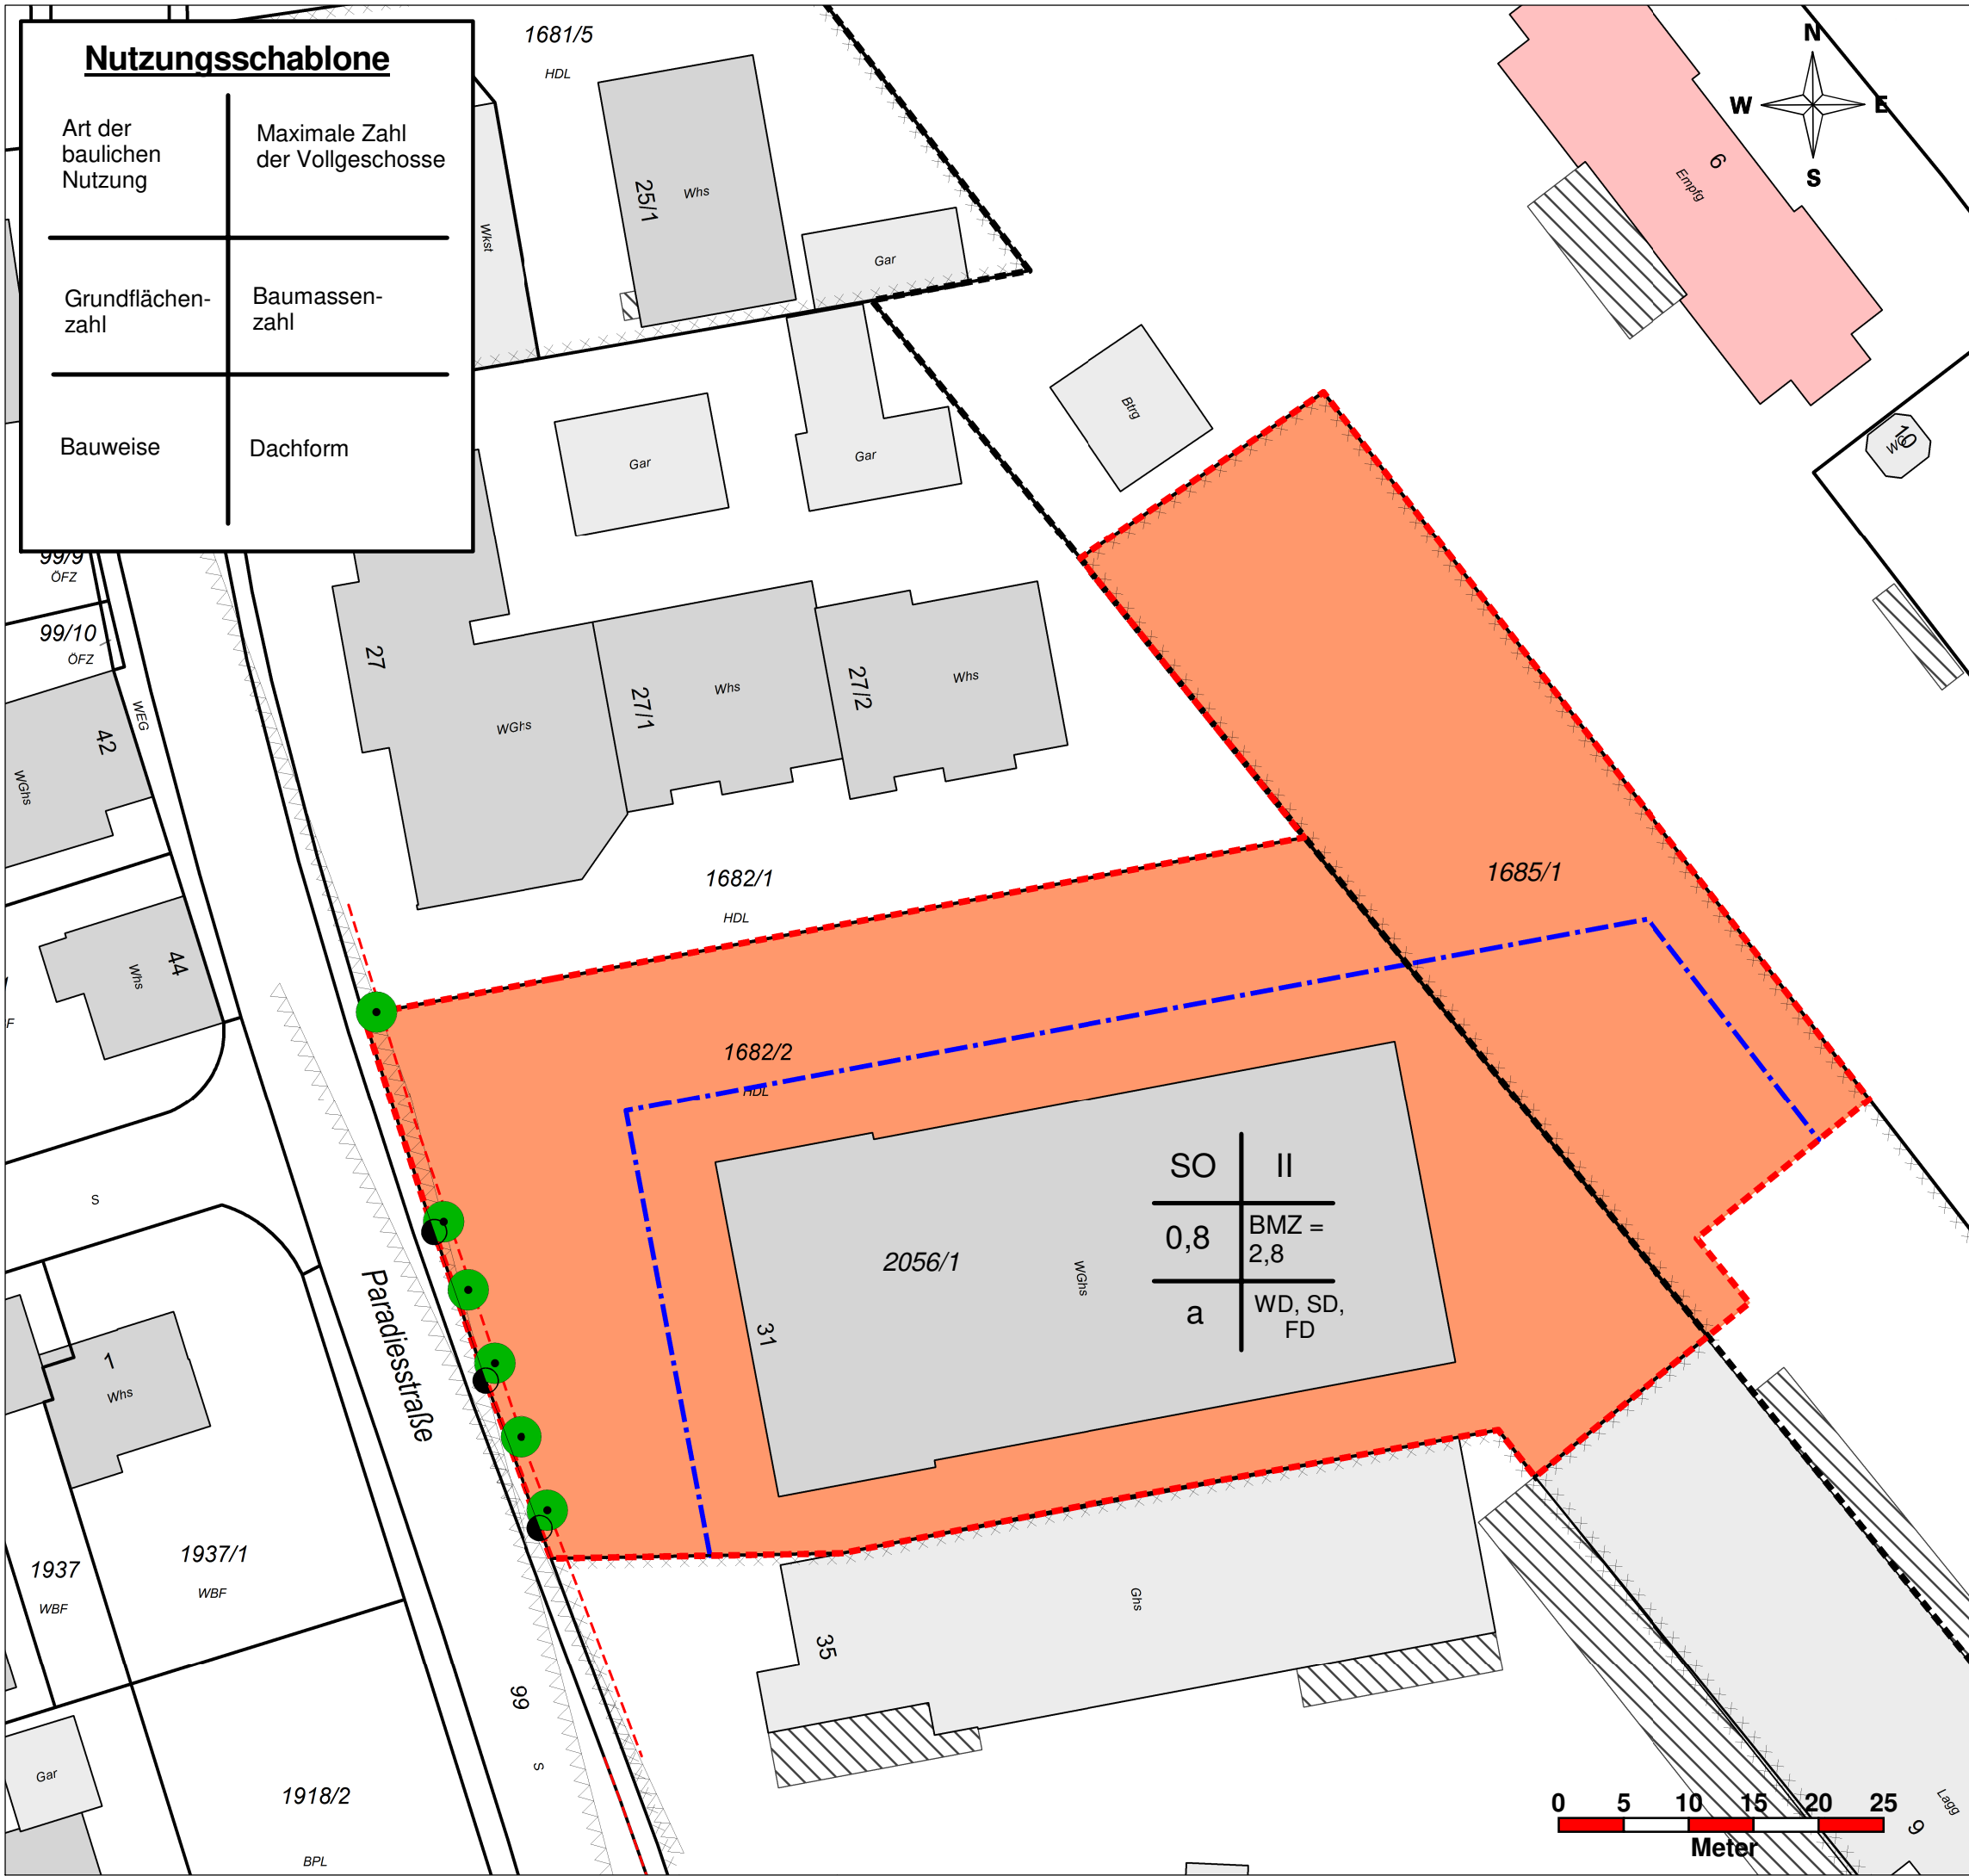 Nutzungsschablone
Art der
baulichen
Nutzung
Maximale Zahl
der Vollgeschosse
Grundflächen-
zahl
Baumassen-
zahl
Bauweise
Dachform
1681/5
HDL
25/1
Whs
Wkst
Gar
Gar
Gar
Btrg
6
Empfg
N
W
E
S
10
99/9
ÖFZ
99/10
ÖFZ
WEG
42
WGhs
27
WGhs
27/1
Whs
27/2
Whs
1682/1
HDL
1685/1
44
Whs
F
1682/2
HDL
S
SO
II
0,8
BMZ =
2,8
a
WD, SD,
FD
2056/1
WGhs
31
Paradiesstraße
1
Whs
1937
WBF
1937/1
WBF
35
Ghs
99
S
Gar
1918/2
BPL
0 5 10 15 20 25
Meter
Lagg
9